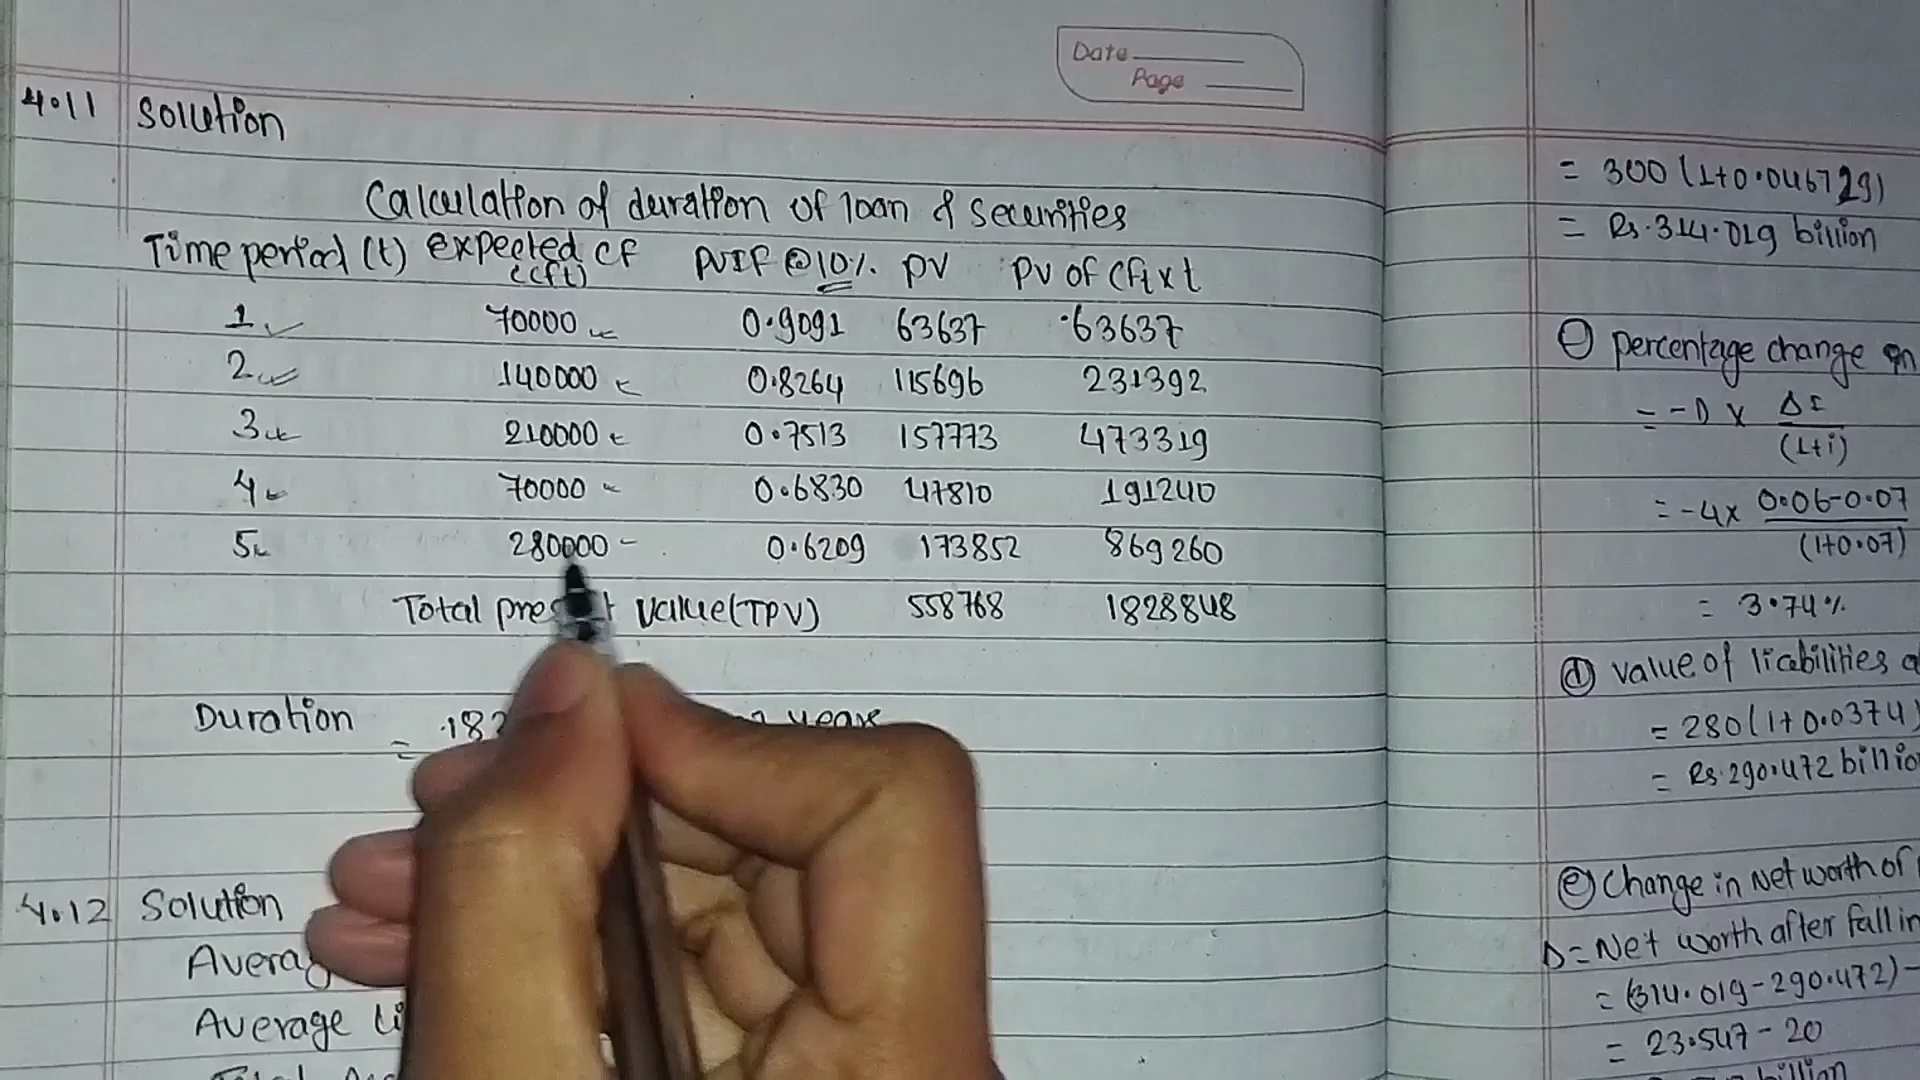 Date
Page
4.11 Solution
Calculation of duration of loan & securities
Time period (t) Expected CF PVIF @10% PV PV of CFt x t
(CFt)
1 70000 0.9091 63637 63637
2 140000 0.8264 115696 231392
3 210000 0.7513 157773 473319
4 70000 0.6830 47810 191240
5 280000 0.6209 173852 869260
Total value (TPV) 558768 1828848
Duration
= years
4.12 Solution
Average
= 300 (1+0.046729)
= Rs. 314.019 billion
percentage change in
= -D x ΔI
(1+i)
= -4x 0.06-0.07
(1+0.07)
= 3.74%
(d) value of liabilities
= 280(1+0.0374)
= Rs. 290.472
(e) Change in Net worth of
Δ = Net worth after fall in
= (314.019-290.472) -
= 23.547 - 20